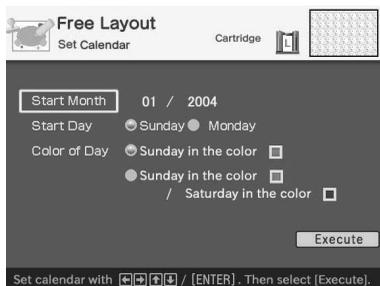 Free Layout
Set Calendar
Cartridge
L
Start Month 01 / 2004
Start Day Sunday Monday
Color of Day Sunday in the color
Sunday in the color
/ Saturday in the color
Execute
Set calendar with ←→↑↓ / [ENTER]. Then select [Execute].